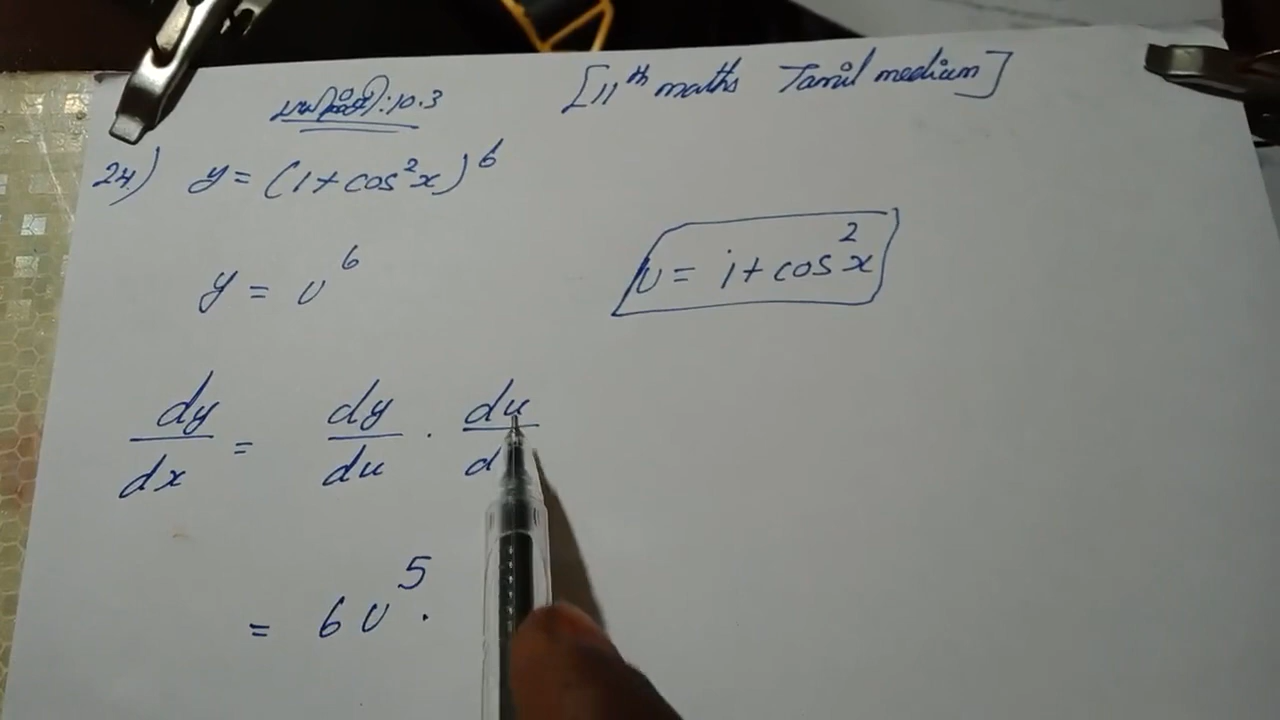 பயிற்சி: 10.3 [11th maths Tamil medium]
24.) y = (1 + cos²x)⁶
y = u⁶ u = 1 + cos²x
dy/dx = dy/du · du/d
= 6u⁵ ·